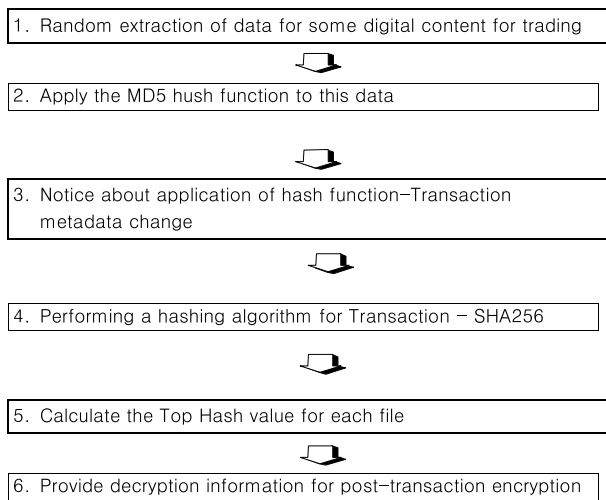 1. Random extraction of data for some digital content for trading
2. Apply the MD5 hush function to this data
3. Notice about application of hash function-Transaction
metadata change
4. Performing a hashing algorithm for Transaction - SHA256
5. Calculate the Top Hash value for each file
6. Provide decryption information for post-transaction encryption